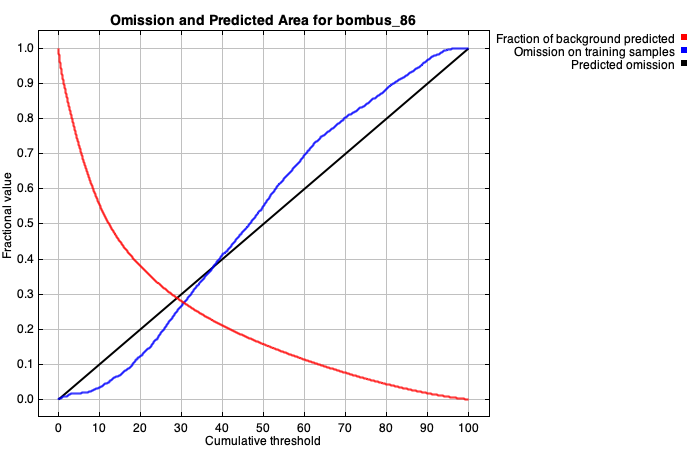 Omission and Predicted Area for bombus_86
Fraction of background predicted
Omission on training samples
Predicted omission
Fractional value
1.0
0.9
0.8
0.7
0.6
0.5
0.4
0.3
0.2
0.1
0.0
0 10 20 30 40 50 60 70 80 90 100
Cumulative threshold